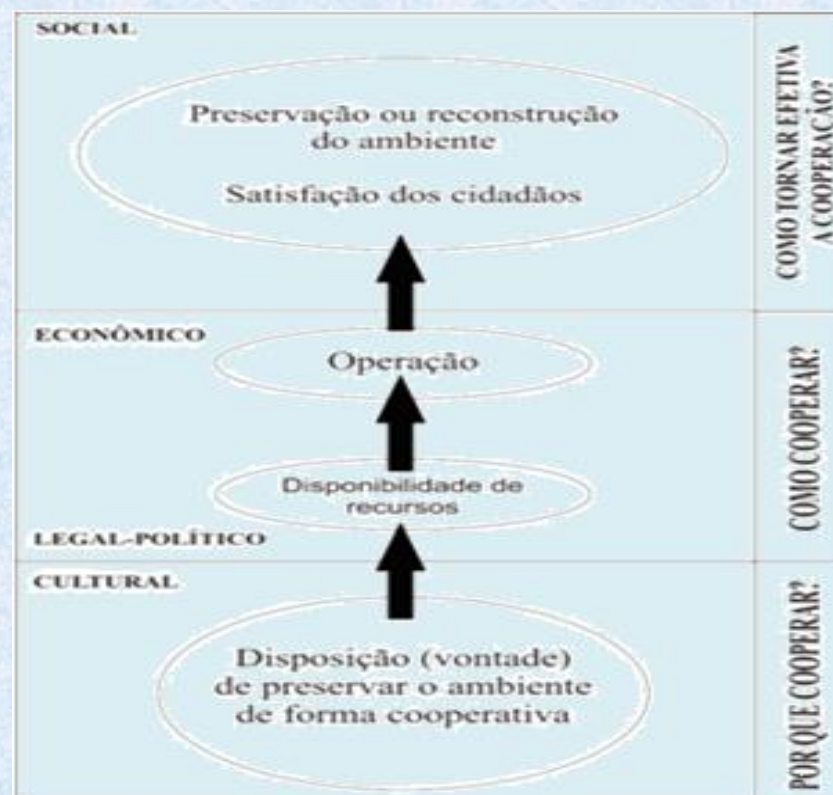 SOCIAL
Preservação ou reconstrução
do ambiente
Satisfação dos cidadãos
COMO TORNAR EFETIVA
A COOPERAÇÃO?
ECONÔMICO
Operação
Disponibilidade de
recursos
LEGAL-POLÍTICO
COMO COOPERAR?
CULTURAL
Disposição (vontade)
de preservar o ambiente
de forma cooperativa
POR QUE COOPERAR?